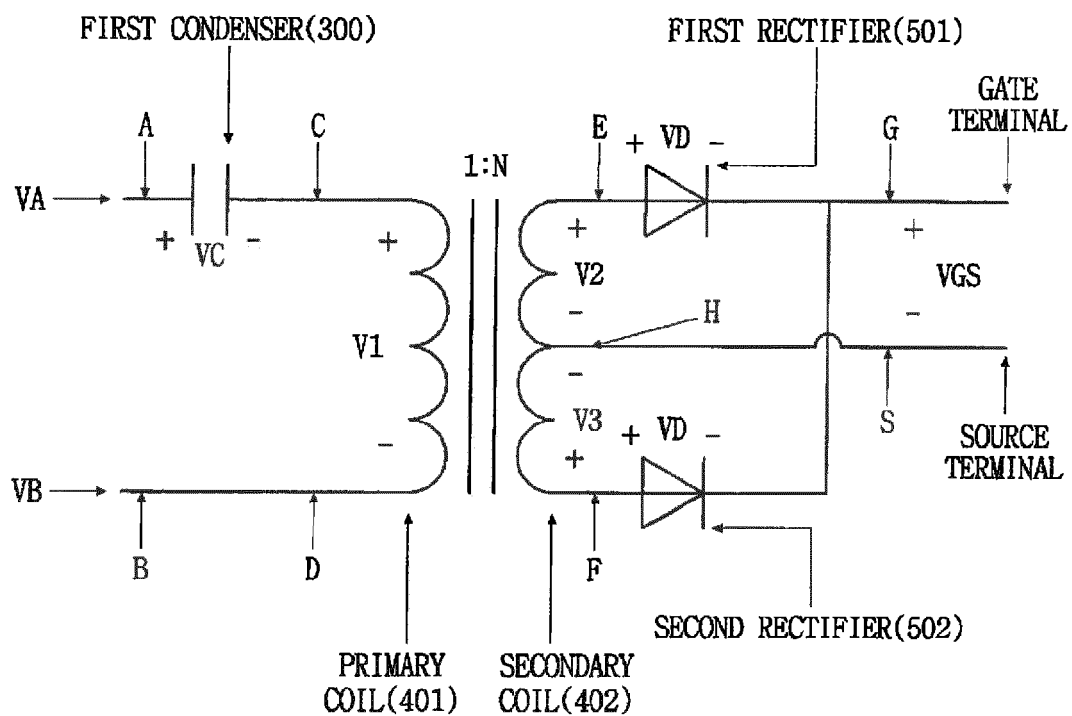 FIRST CONDENSER(300)
FIRST RECTIFIER(501)
GATE
TERMINAL
A
C
E
+ VD -
G
1:N
VA
+ VC -
+
+
+
V2
VGS
-
-
H
V1
-
V3
+ VD -
S
-
+
SOURCE
TERMINAL
VB
B
D
F
SECOND RECTIFIER(502)
PRIMARY
COIL(401)
SECONDARY
COIL(402)